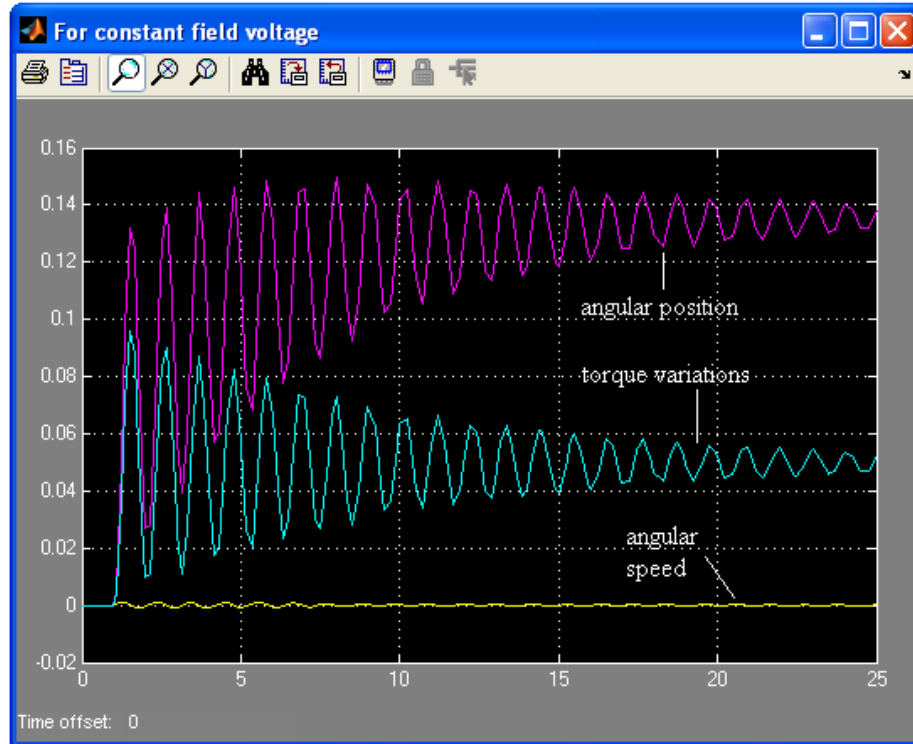 For constant field voltage
0.16
0.14
0.12
0.1
0.08
0.06
0.04
0.02
0
-0.02
angular position
torque variations
angular
speed
0 5 10 15 20 25
Time offset: 0